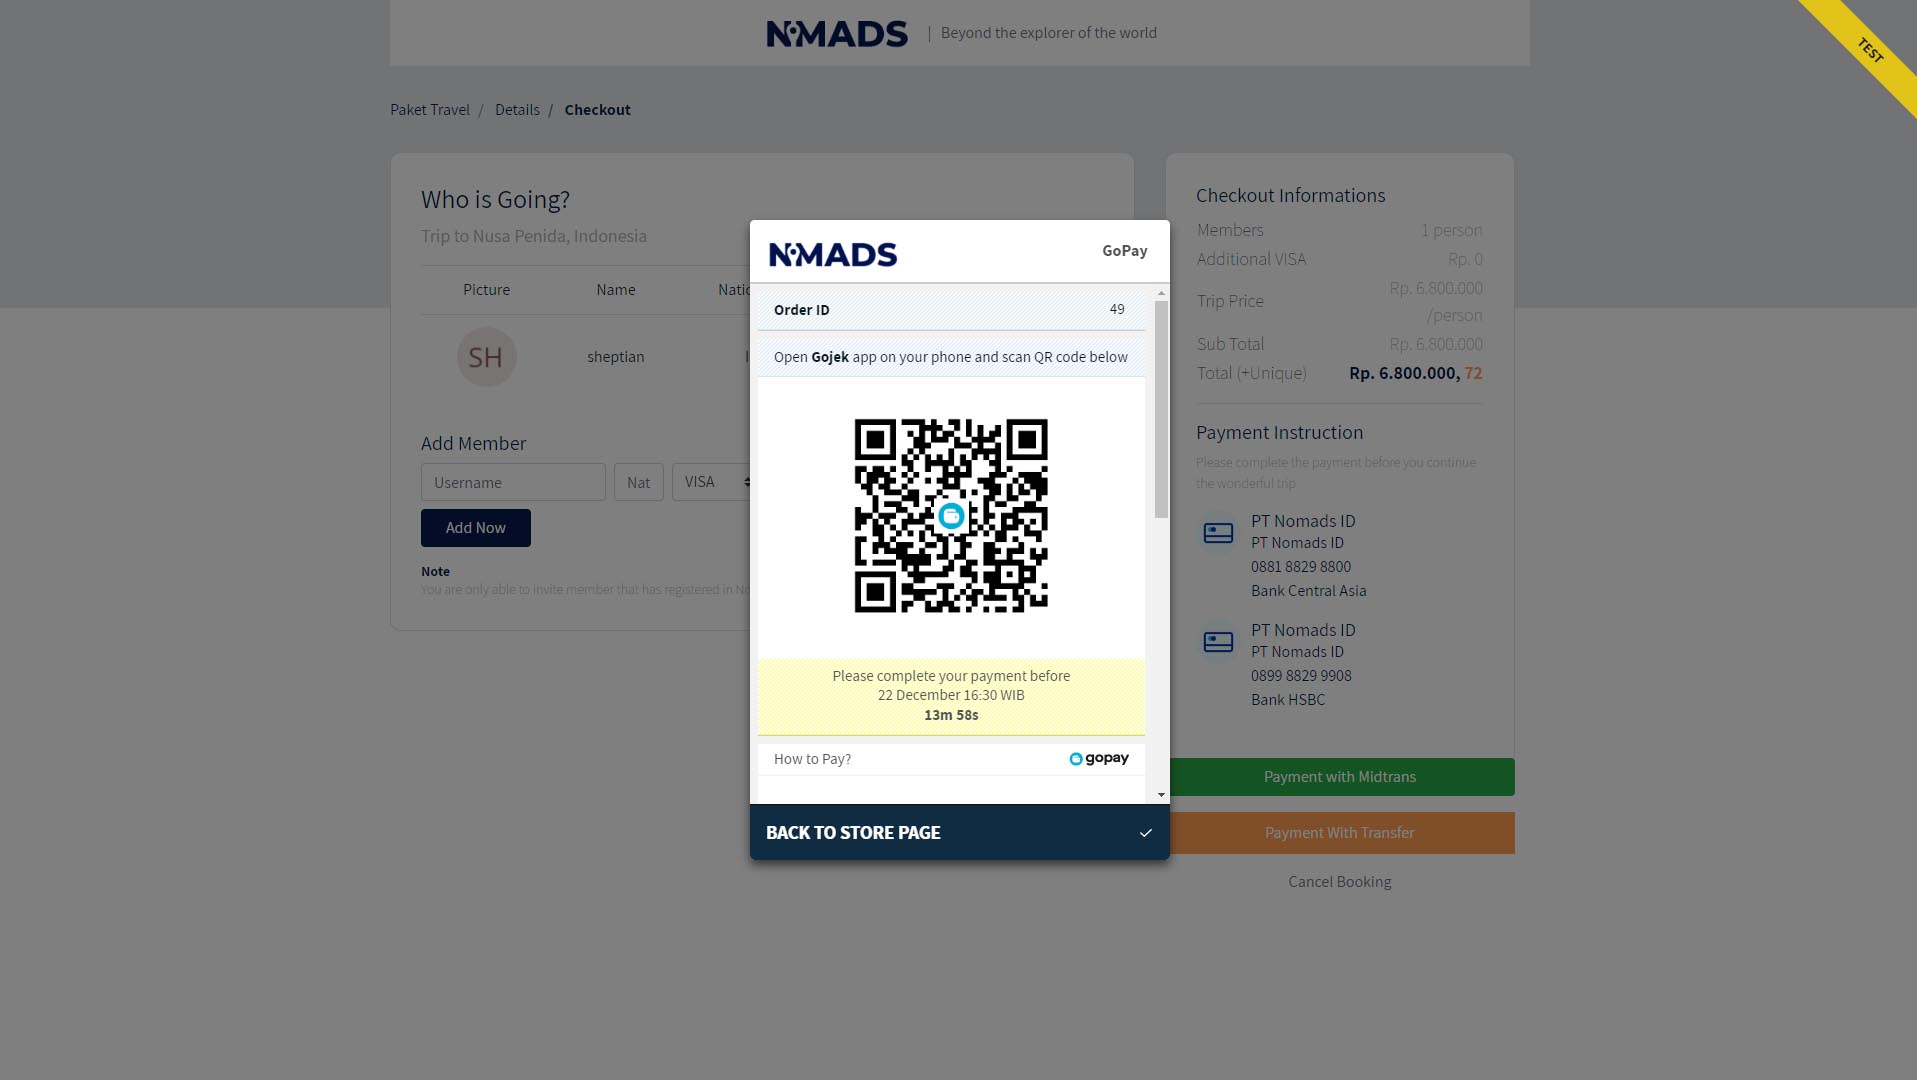 NOMADS | Beyond the explorer of the world
TEST
Paket Travel / Details / Checkout
Who is Going?
Trip to Nusa Penida, Indonesia
Picture Name Natio
SH sheptian
Add Member
Username Nat VISA
Add Now
Note
You are only able to invite member that has registered in No
NOMADS GoPay
Order ID 49
Open Gojek app on your phone and scan QR code below
Please complete your payment before
22 December 16:30 WIB
13m 58s
How to Pay? gopay
BACK TO STORE PAGE
Checkout Informations
Members 1 person
Additional VISA Rp. 0
Trip Price Rp. 6.800.000
/person
Sub Total Rp. 6.800.000
Total (+Unique) Rp. 6.800.000, 72
Payment Instruction
Please complete the payment before you continue
the wonderful trip
PT Nomads ID
PT Nomads ID
0881 8829 8800
Bank Central Asia
PT Nomads ID
PT Nomads ID
0899 8829 9908
Bank HSBC
Payment with Midtrans
Payment With Transfer
Cancel Booking